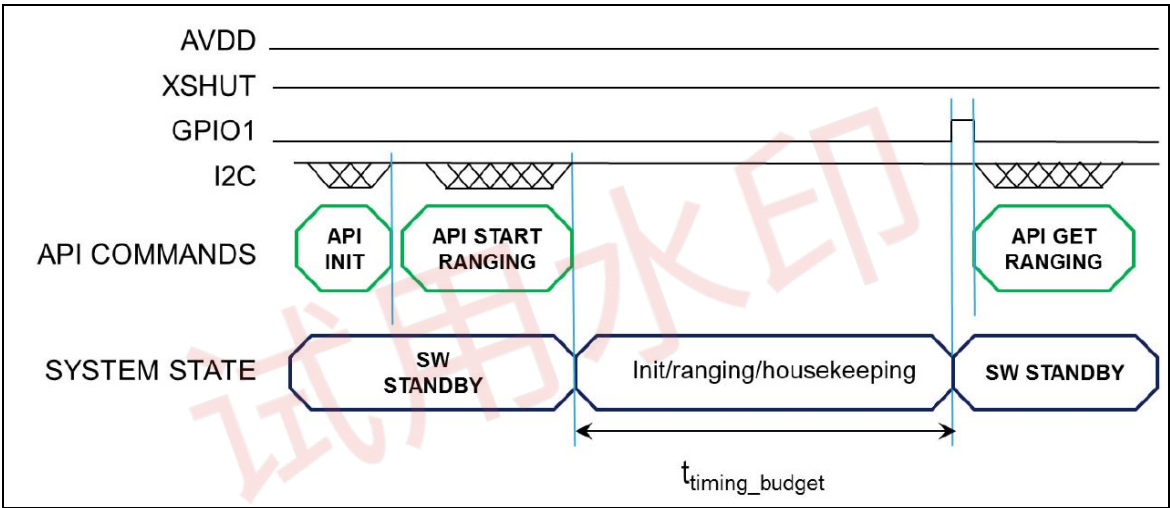 AVDD
XSHUT
GPIO1
I2C
API COMMANDS
API
INIT
API START
RANGING
API GET
RANGING
SYSTEM STATE
SW
STANDBY
Init/ranging/housekeeping
SW STANDBY
ttiming_budget
试用水印